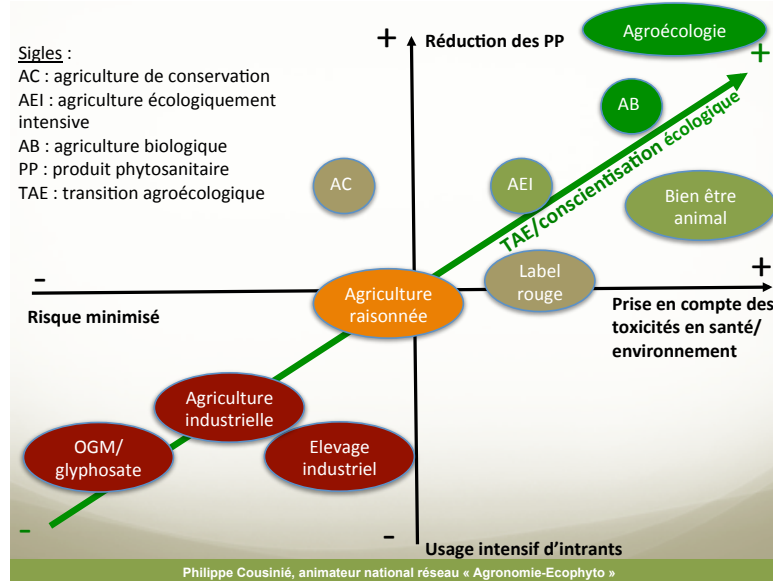 Sigles :
AC : agriculture de conservation
AEI : agriculture écologiquement
intensive
AB : agriculture biologique
PP : produit phytosanitaire
TAE : transition agroécologique
+
Réduction des PP
Agroécologie
+
AB
TAE/conscientisation écologique
AC
AEI
Bien être
animal
-
+
Label
rouge
Agriculture
raisonnée
Risque minimisé
Prise en compte des
toxicités en santé/
environnement
Agriculture
industrielle
OGM/
glyphosate
Elevage
industriel
-
-
Usage intensif d'intrants
Philippe Cousinié, animateur national réseau « Agronomie-Ecophyto »